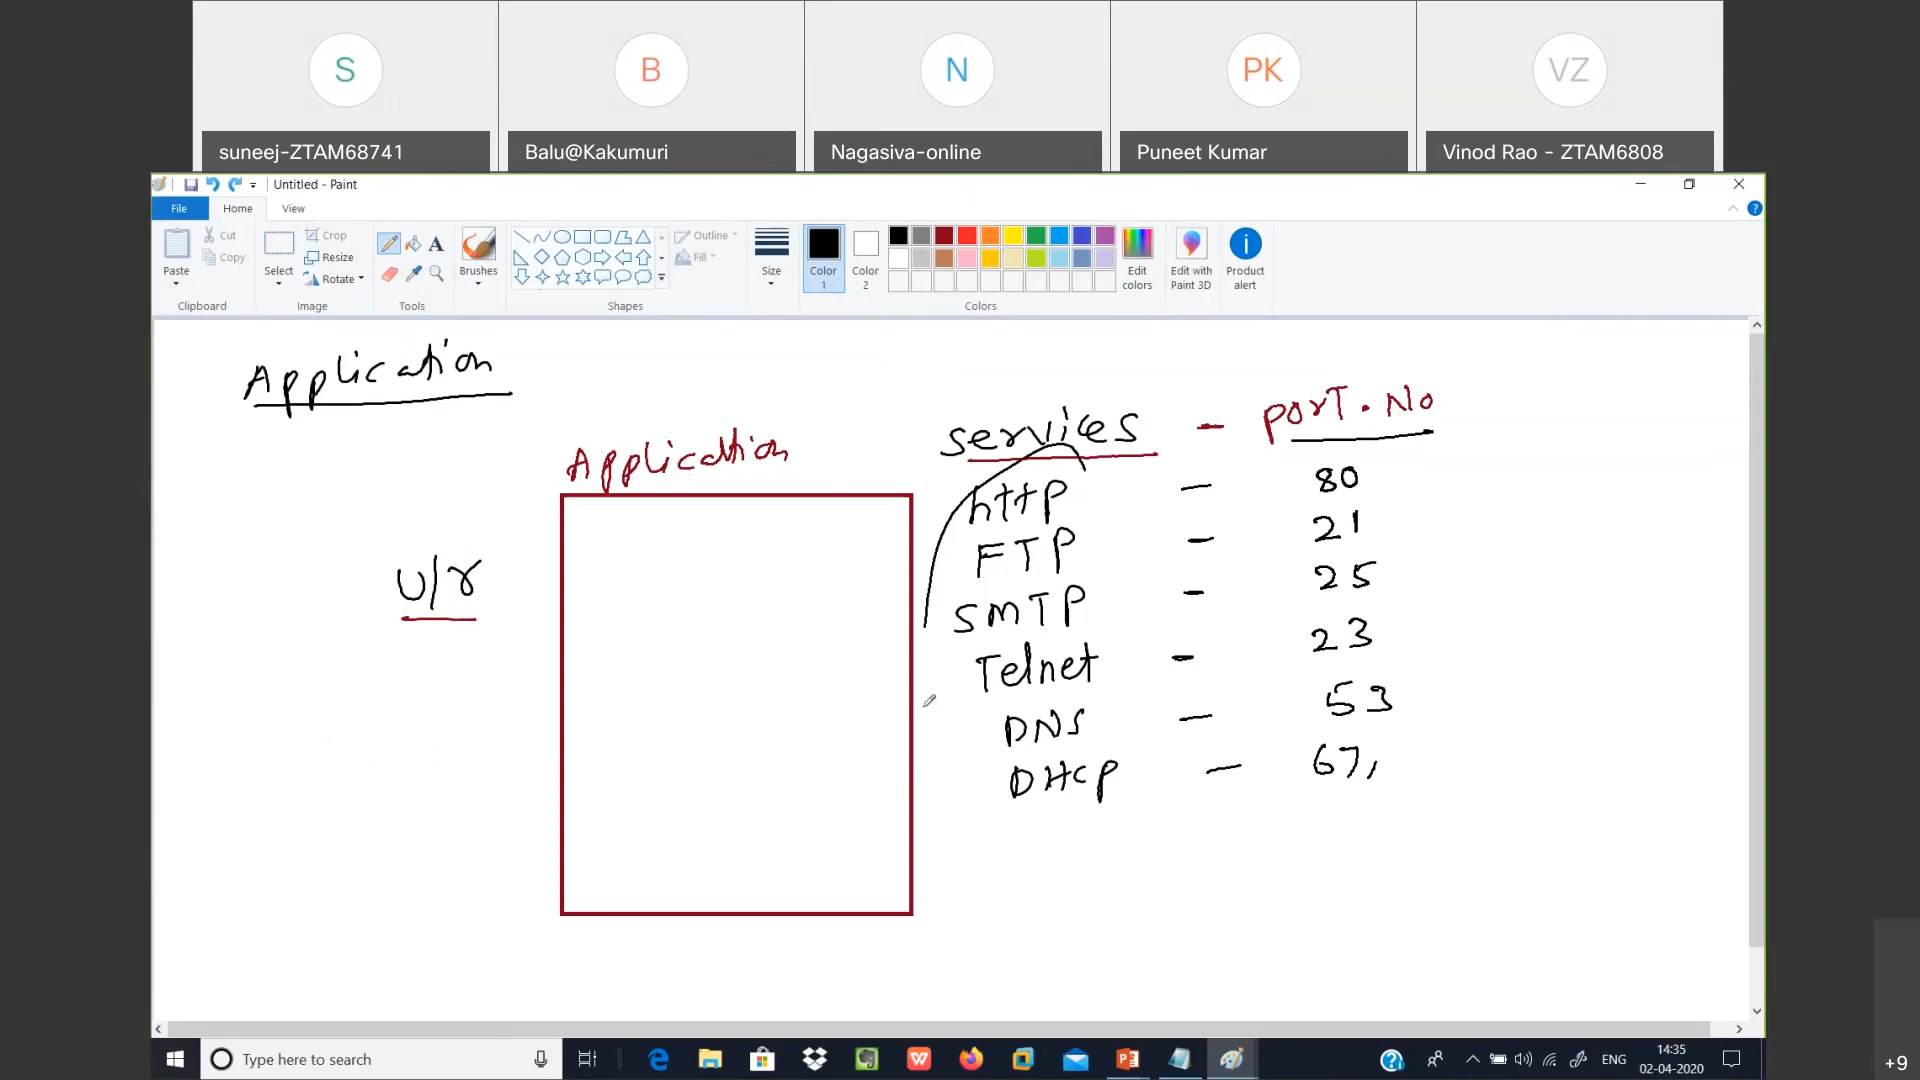 S
B
N
PK
VZ
suneej-ZTAM68741
Balu@Kakumuri
Nagasiva-online
Puneet Kumar
Vinod Rao - ZTAM6808
Untitled - Paint
File Home View
Paste
Cut
Copy
Clipboard
Select
Crop
Resize
Rotate
Image
A
Tools
Brushes
Shapes
Outline
Fill
Size
Color 1
Color 2
Edit colors
Colors
Edit with Paint 3D
Product alert
Application
Application
U/r
Services - PorT. No
http - 80
FTP - 21
SMTP - 25
Telnet - 23
DNS - 53
DHCP - 67,
Type here to search
ENG
14:35
02-04-2020
+9